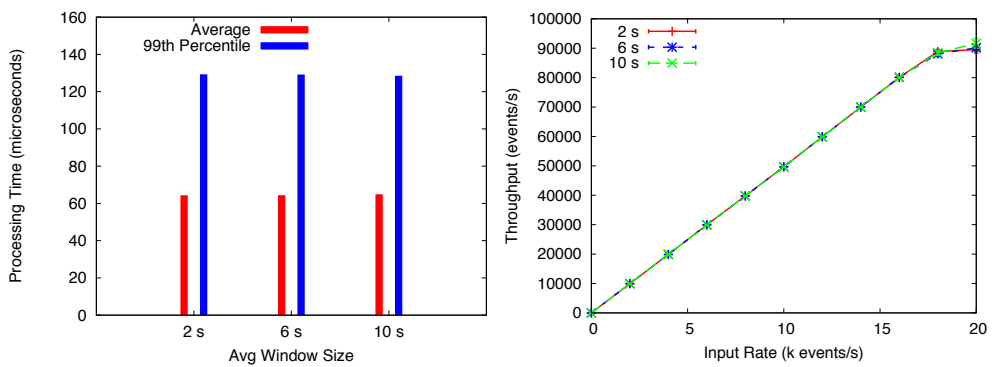 160
140
120
100
80
60
40
20
0
Processing Time (microseconds)
Average
99th Percentile
2 s
6 s
10 s
Avg Window Size
100000
90000
80000
70000
60000
50000
40000
30000
20000
10000
0
Throughput (events/s)
2 s
6 s
10 s
0
5
10
15
20
Input Rate (k events/s)